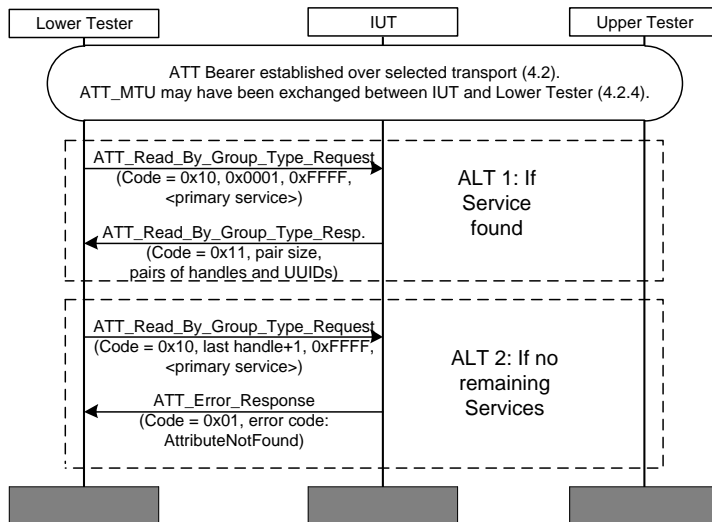 Lower Tester
IUT
Upper Tester
ATT Bearer established over selected transport (4.2).
ATT_MTU may have been exchanged between IUT and Lower Tester (4.2.4).
ATT_Read_By_Group_Type_Request
(Code = 0x10, 0x0001, 0xFFFF,
<primary service>)
ATT_Read_By_Group_Type_Resp.
(Code = 0x11, pair size,
pairs of handles and UUIDs)
ALT 1: If
Service
found
ATT_Read_By_Group_Type_Request
(Code = 0x10, last handle+1, 0xFFFF,
<primary service>)
ATT_Error_Response
(Code = 0x01, error code:
AttributeNotFound)
ALT 2: If no
remaining
Services